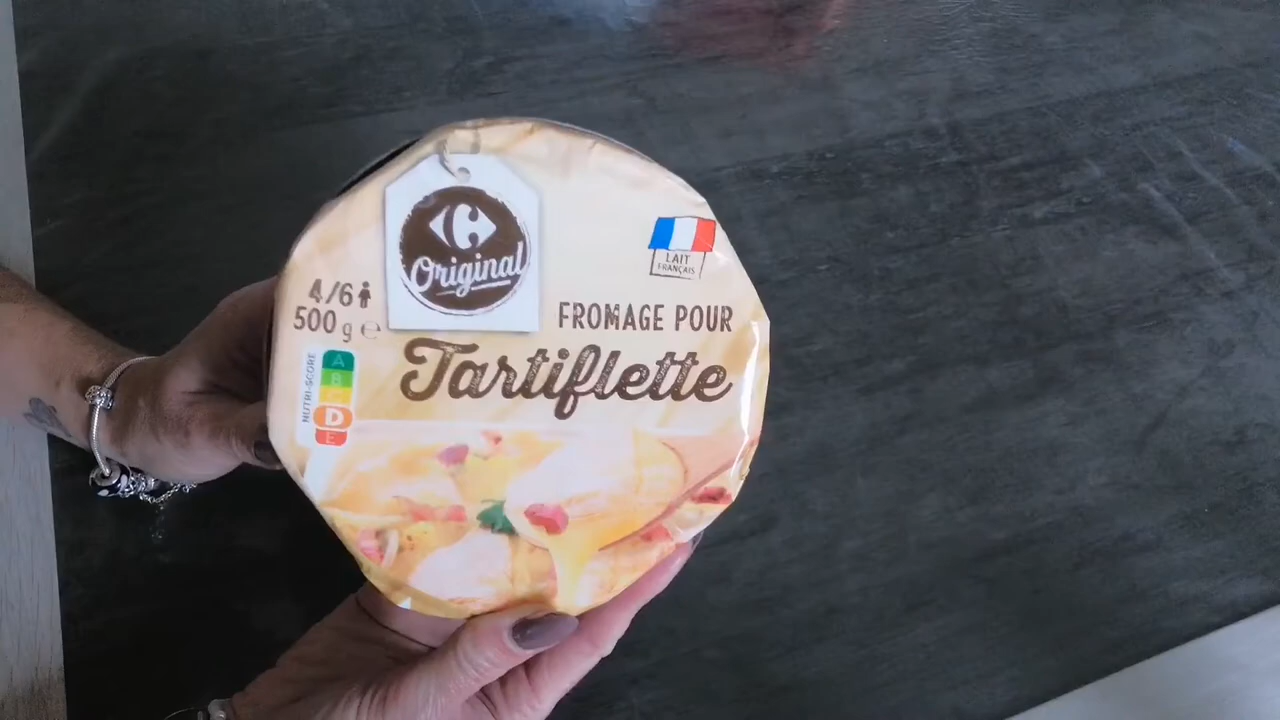 Original
LAIT
FRANÇAIS
4/6
500 g e
FROMAGE POUR
Tartiflette
NUTRI-SCORE
A
B
C
D
E